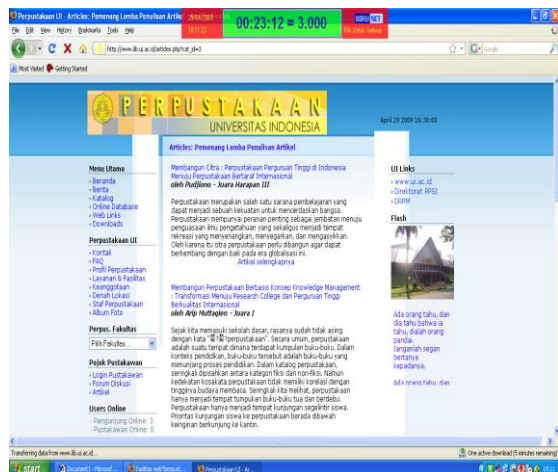 Perpustakaan UI - Articles: Pemenang Lomba Penulisan Artikel
00:23:12 = 3.000
NET
File Edit View History Bookmarks Tools Help
Google
Most Visited Getting Started
PERPUSTAKAAN
UNIVERSITAS INDONESIA
April 29 2009 16:30:03
Articles: Pemenang Lomba Penulisan Artikel
Menu Utama
Beranda
Berita
Katalog
Online Database
Web Links
Downloads
Perpustakaan UI
Kontak
FAQ
Profil Perpustakaan
Layanan & Fasilitas
Keanggotaan
Denah Lokasi
Staf Perpustakaan
Album Foto
Perpus. Fakultas
Pilih Fakultas ..
Pojok Pustakawan
Login Pustakawan
Forum Diskusi
Artikel
Users Online
Pengunjung Online: 3
Pustakawan Online: 0
Membangun Citra : Perpustakaan Perguruan Tinggi di Indonesia
Menuju Perpustakaan Bertaraf Internasional
oleh Pudjiono - Juara Harapan III
Perpustakaan merupakan salah satu sarana pembelajaran yang
dapat menjadi sebuah kekuatan untuk mencerdaskan bangsa.
Perpustakaan mempunyai peranan penting sebagai jembatan menuju
penguasaan ilmu pengetahuan yang sekaligus menjadi tempat
rekreasi yang menyenangkan, menyegarkan, dan mengasyikkan.
Oleh karena itu citra perpustakaan perlu dibangun agar dapat
berkembang dengan baik pada era globalisasi ini.
Artikel selengkapnya
Membangun Perpustakaan Berbasis Konsep Knowledge Management
: Transformasi Menuju Research College dan Perguruan Tinggi
Berkualitas Internasional
oleh Arip Muttaqien - Juara I
Sejak kita memasuki sekolah dasar, rasanya sudah tidak asing
dengan kata perpustakaan". Secara umum, perpustakaan
adalah suatu tempat dimana terdapat kumpulan buku-buku. Dalam
konteks pendidikan, buku-buku tersebut adalah buku-buku yang
menunjang proses pendidikan. Dalam katalog perpustakaan,
seringkali dipisahkan antara kategori fiksi dan non-fiksi. Namun
kedekatan kosakata perpustakaan tidak memiliki korelasi dengan
tingginya budaya membaca. Seringkali kita melihat, perpustakaan
hanya menjadi tempat tumpukan buku-buku tua dan berdebu.
Perpustakaan hanya menjadi tempat kunjungan segelintir siswa.
Prioritas kunjungan siswa ke perpustakaan berada dibawah
keinginan berkunjung ke kantin.
UI Links
www.ui.ac.id
Direktorat PPSI
DRPM
Flash
Ada orang tahu, dan
dia tahu bahwa ia
tahu, dialah orang
pandai.
Janganlah segan
bertanya
kepadanya.
Ada orang tahu, dan
Transferring data from www.lib.ui.ac.id...
One active download (5 minutes remaining)
start